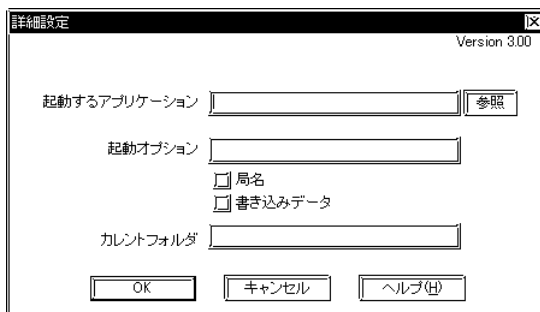 詳細設定
Version 3.00
起動するアプリケーション 参照
起動オプション
局名
書き込みデータ
カレントフォルダ
OK キャンセル ヘルプ(H)